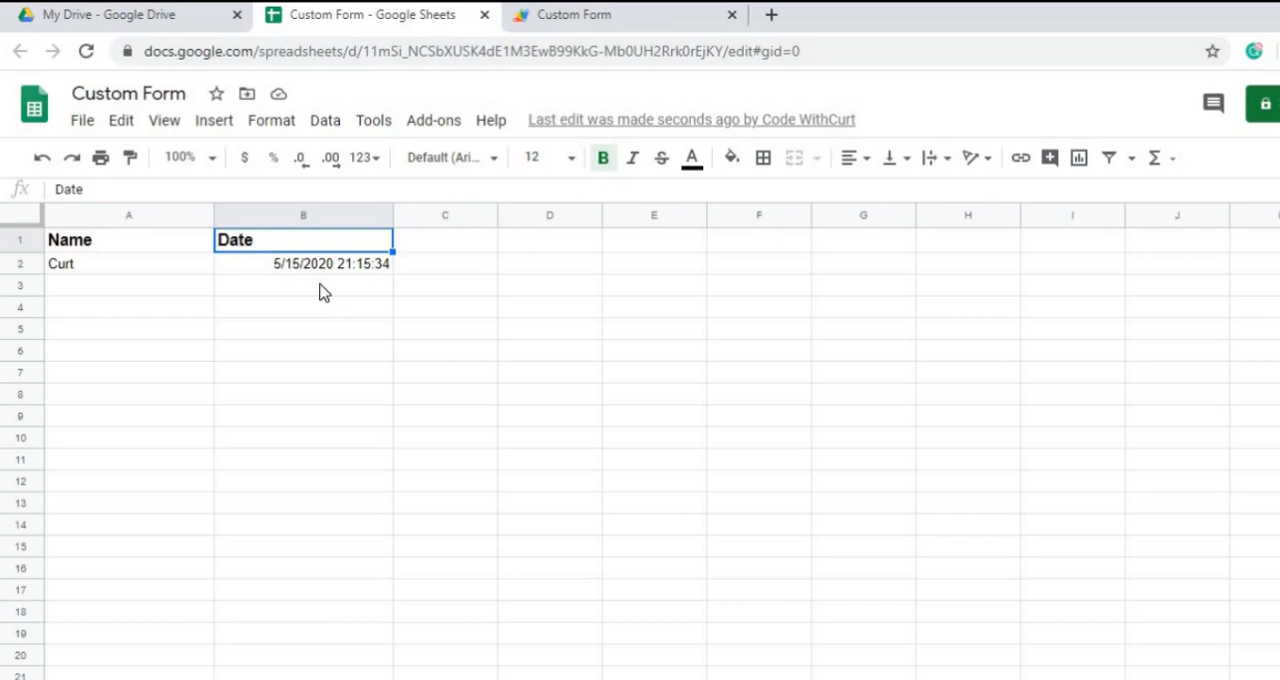 My Drive - Google Drive
Custom Form - Google Sheets
Custom Form
docs.google.com/spreadsheets/d/11mSi_NCSbXUSK4dE1M3EwB99KkG-Mb0UH2Rrk0rEjKY/edit#gid=0
Custom Form
File Edit View Insert Format Data Tools Add-ons Help Last edit was made seconds ago by Code WithCurt
100% $ % .0 .00 123 Default (Ari... 12 B I S A Σ
fx Date
A B C D E F G H I J
1 Name Date
2 Curt 5/15/2020 21:15:34
3
4
5
6
7
8
9
10
11
12
13
14
15
16
17
18
19
20
21